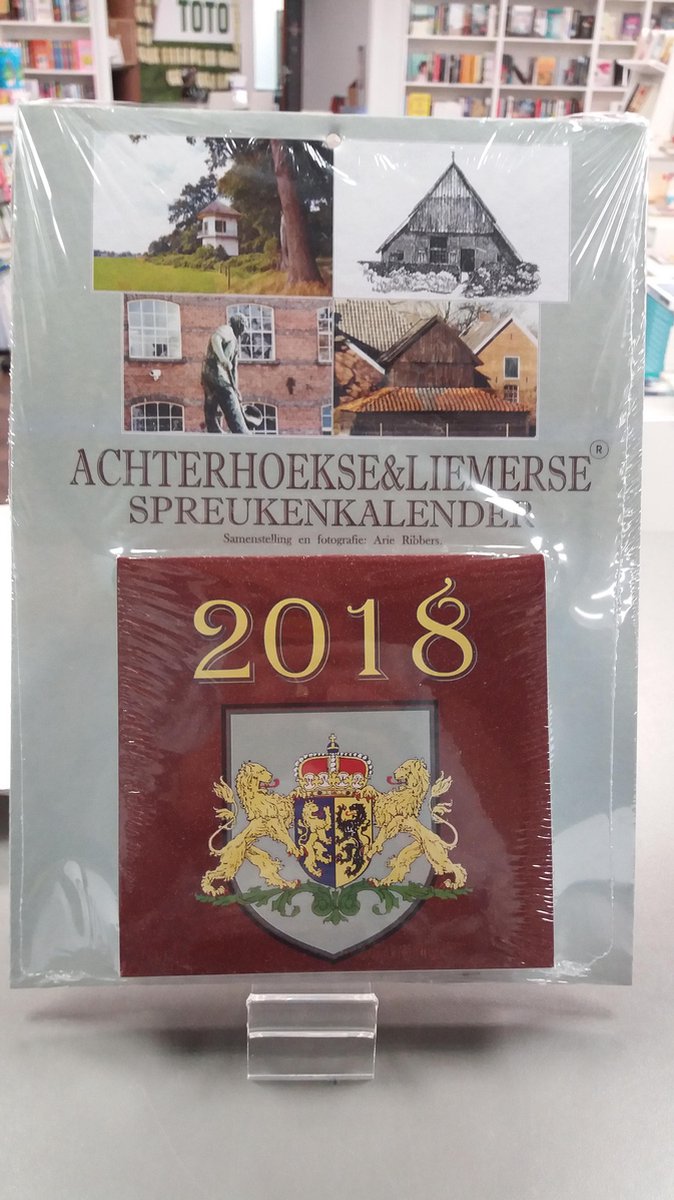 TOTO
ACHTERHOEKSE&LIEMERSE®
SPREUKENKALENDER
Samenstelling en fotografie: Arie Ribbers.
2018